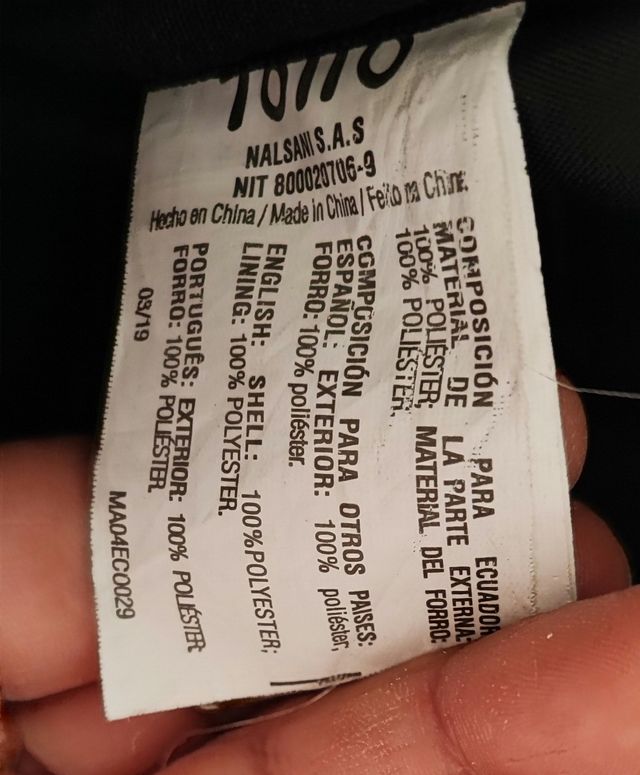 TOTTO
NALSANI S.A.S
NIT 800020706-9
Hecho en China / Made in China / Feito na China
COMPOSICIÓN PARA ECUADOR
MATERIAL DE LA PARTE EXTERNA:
100% POLIÉSTER; MATERIAL DEL FORRO:
100% POLIÉSTER.
COMPOSICIÓN PARA OTROS PAISES:
ESPAÑOL: EXTERIOR: 100% poliéster,
FORRO: 100% poliéster.
ENGLISH: SHELL: 100%POLYESTER;
LINING: 100% POLYESTER.
PORTUGUÊS: EXTERIOR: 100% POLIÉSTER
FORRO: 100% POLIÉSTER.
03/19
MA04EC0029